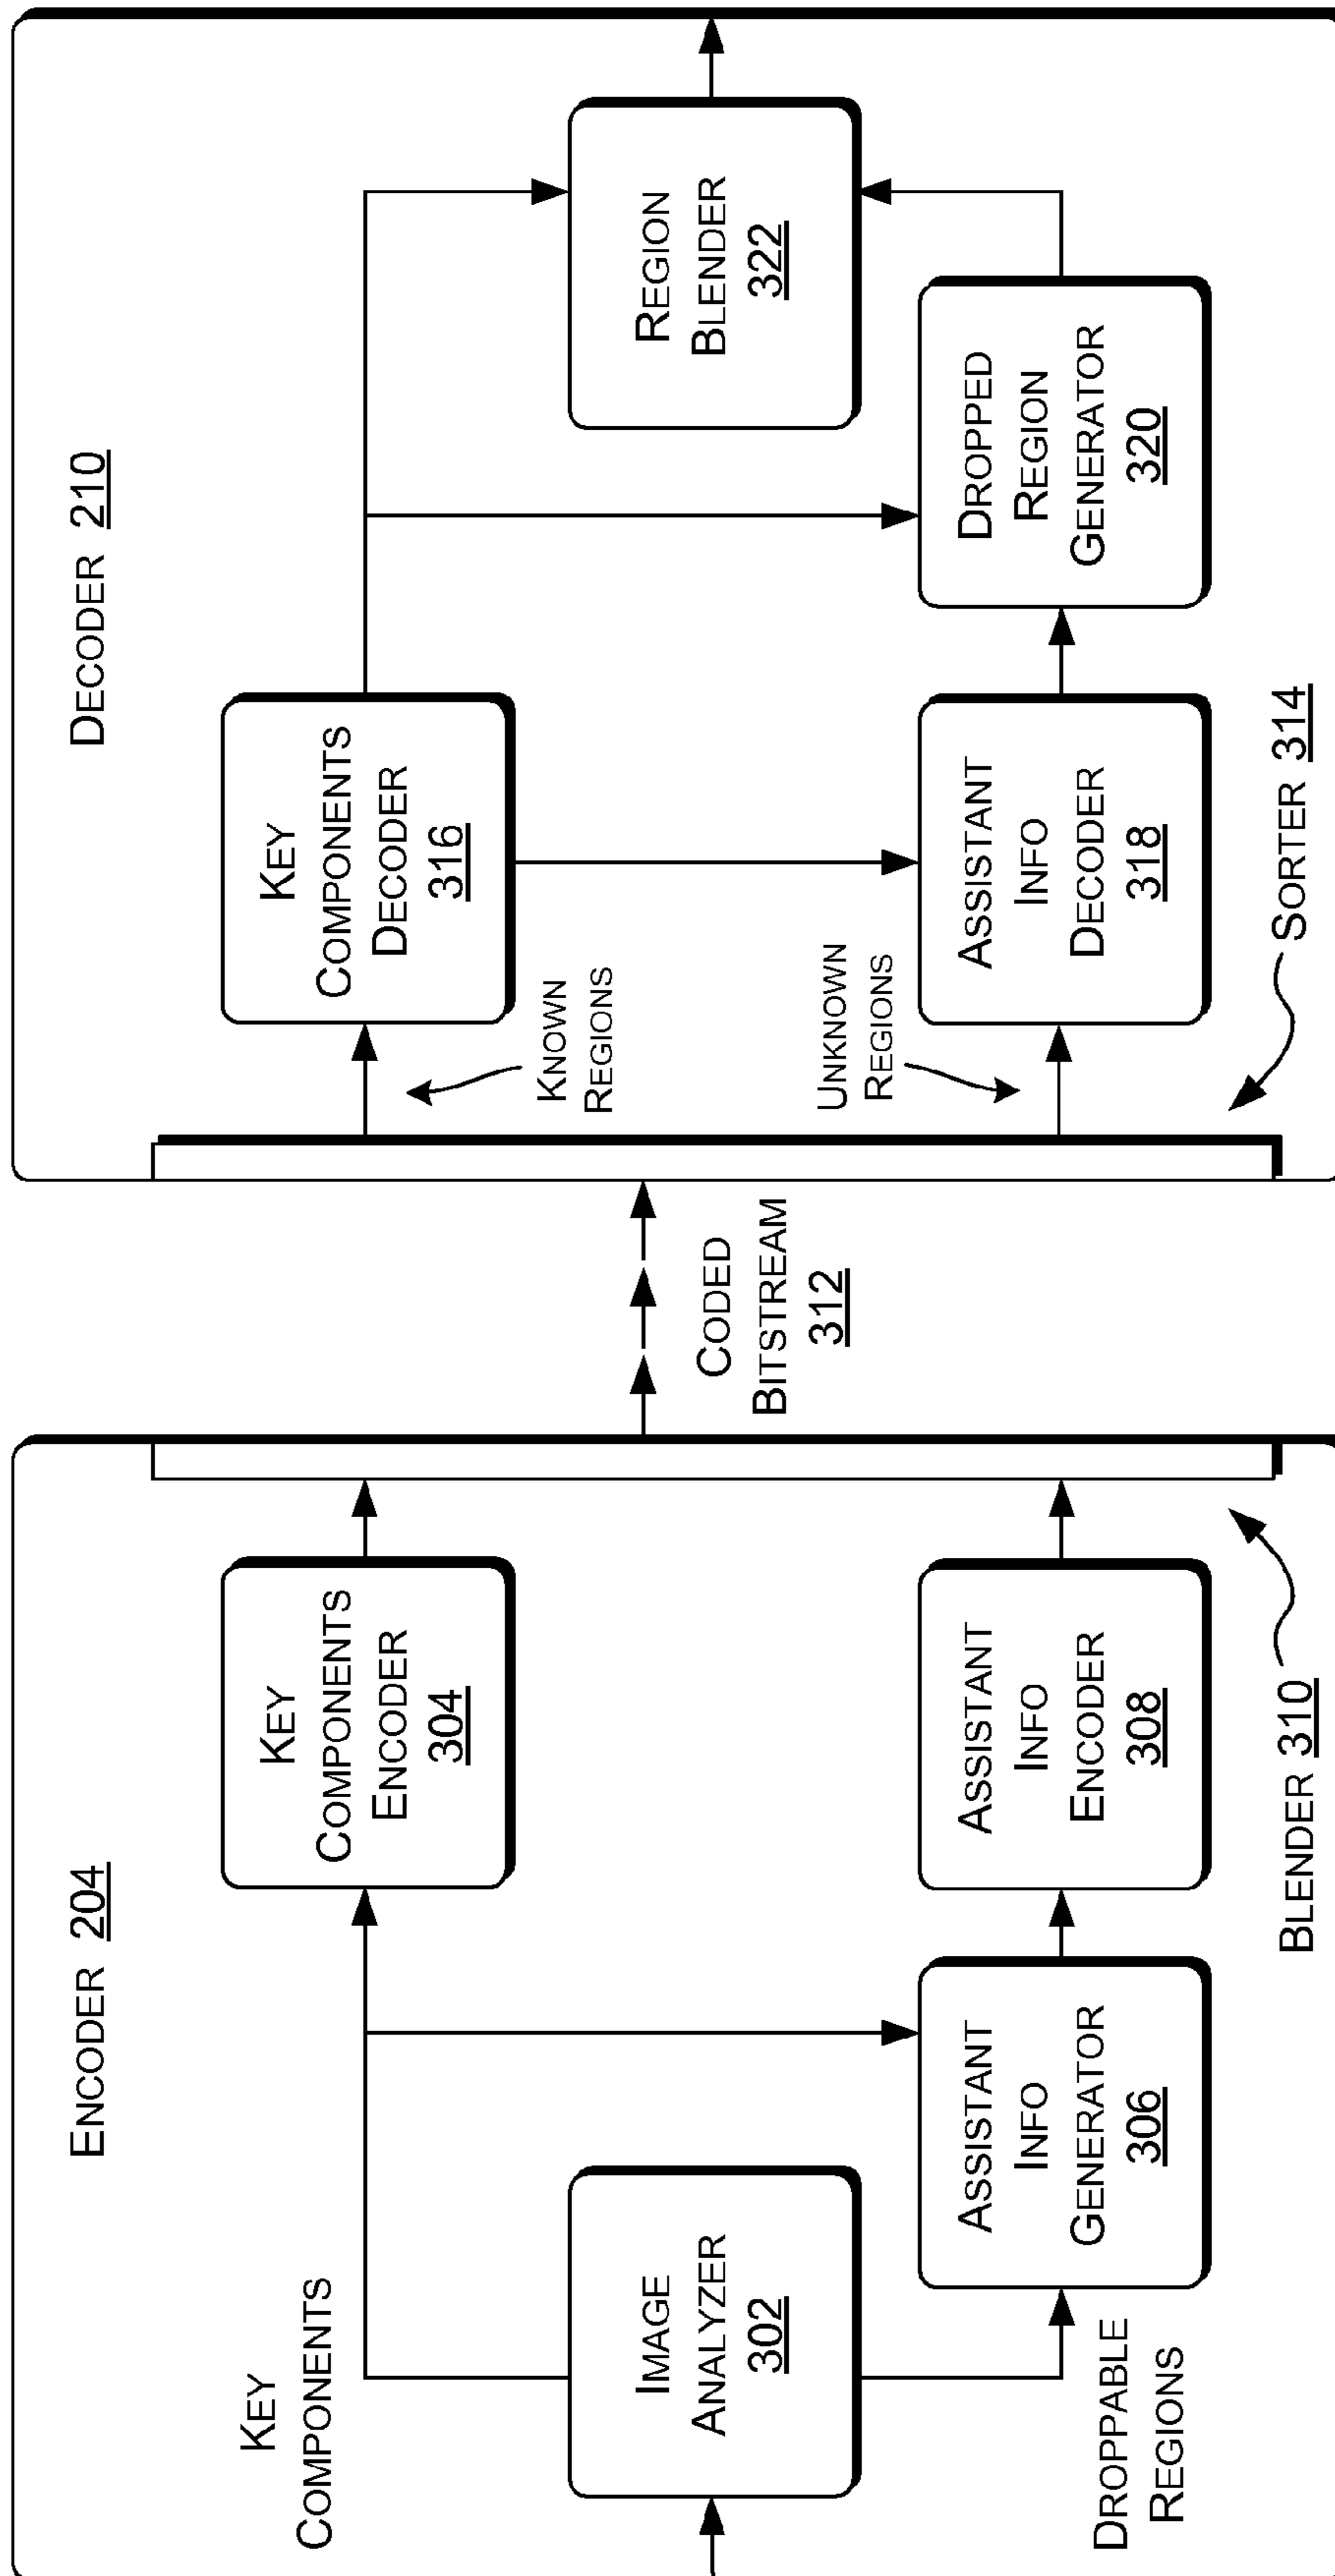 ENCODER 204
KEY
COMPONENTS
IMAGE
ANALYZER
302
DROPPABLE
REGIONS
KEY
COMPONENTS
ENCODER
304
ASSISTANT
INFO
GENERATOR
306
ASSISTANT
INFO
ENCODER
308
BLENDER 310
CODED
BITSTREAM
312
DECODER 210
KNOWN
REGIONS
UNKNOWN
REGIONS
KEY
COMPONENTS
DECODER
316
ASSISTANT
INFO
DECODER
318
SORTER 314
DROPPED
REGION
GENERATOR
320
REGION
BLENDER
322